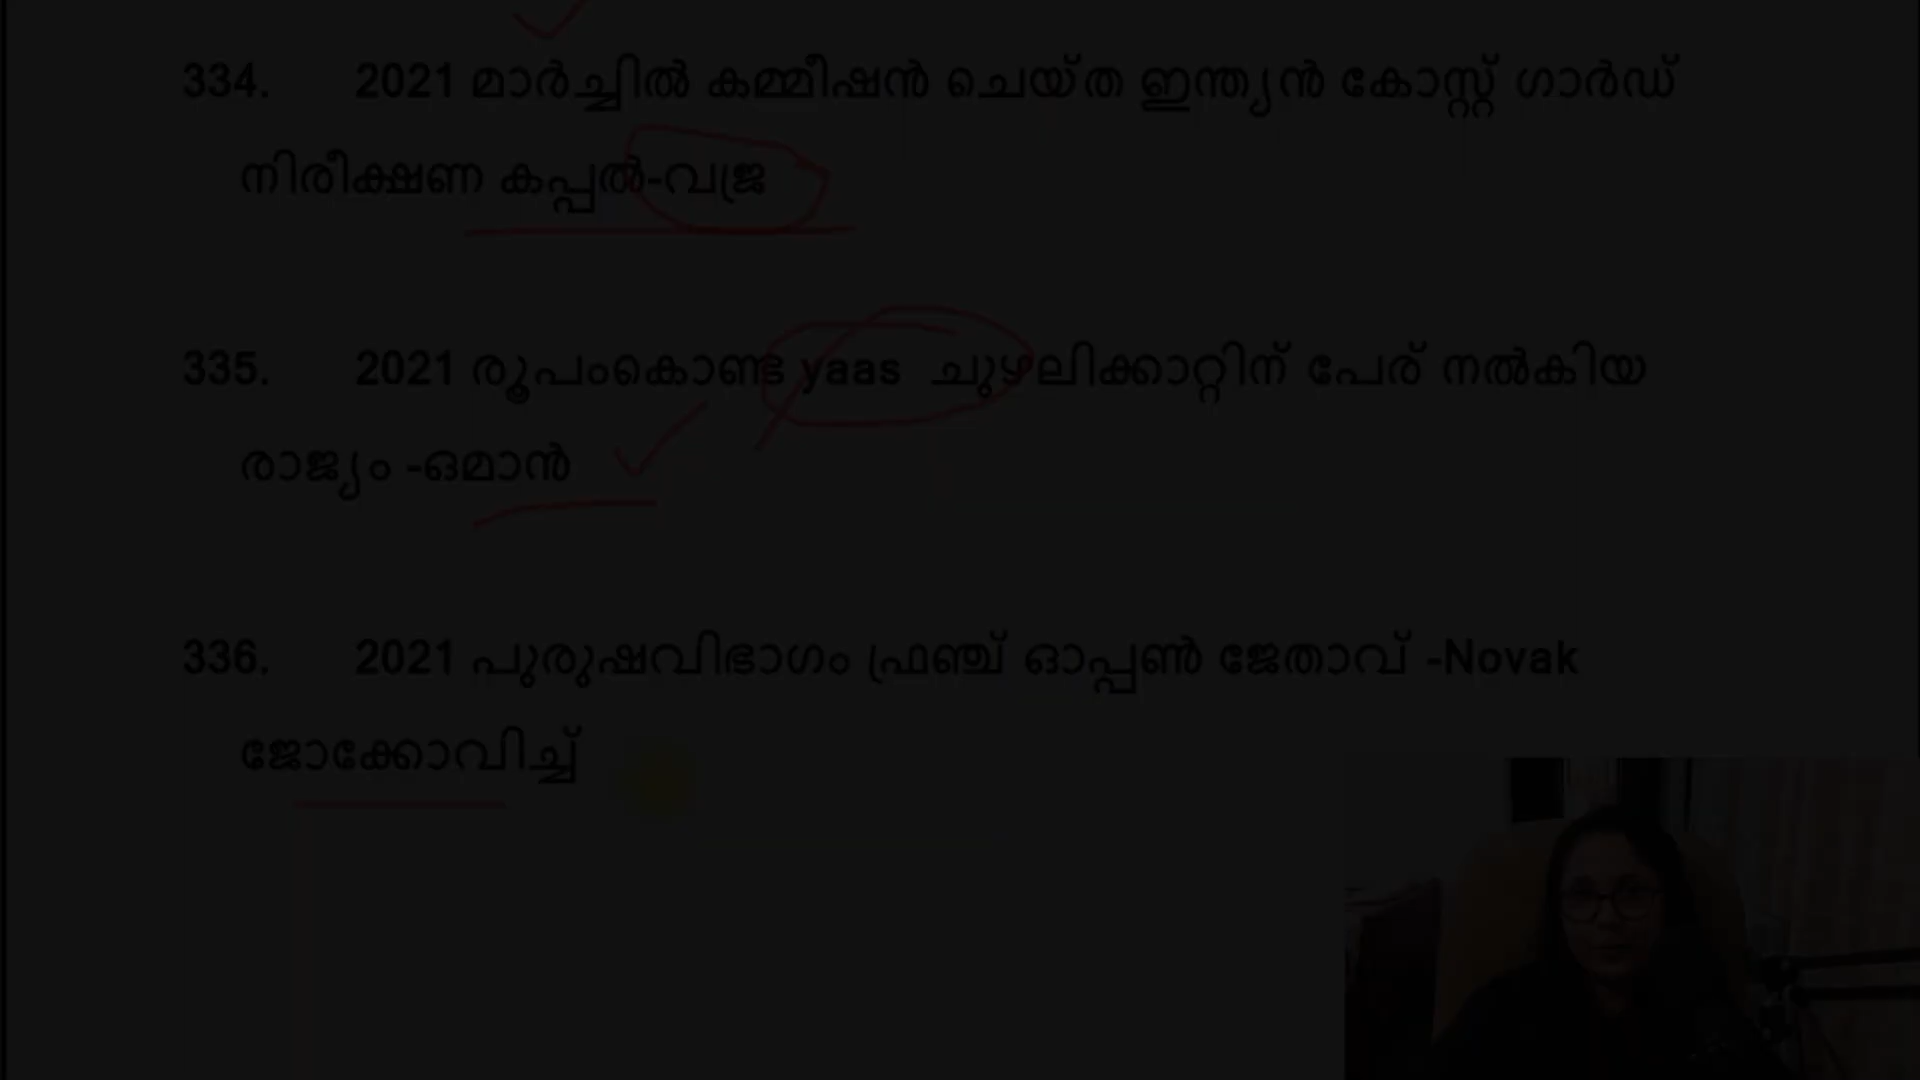 334. 2021 മാർച്ചിൽ കമ്മീഷൻ ചെയ്ത ഇന്ത്യൻ കോസ്റ്റ് ഗാർഡ്
നിരീക്ഷണ കപ്പൽ-വജ്ര
335. 2021 രൂപംകൊണ്ട yaas ചുഴലിക്കാറ്റിന് പേര് നൽകിയ
രാജ്യം -ഒമാൻ
336. 2021 പുരുഷവിഭാഗം ഫ്രഞ്ച് ഓപ്പൺ ജേതാവ് -Novak
ജോക്കോവിച്ച്